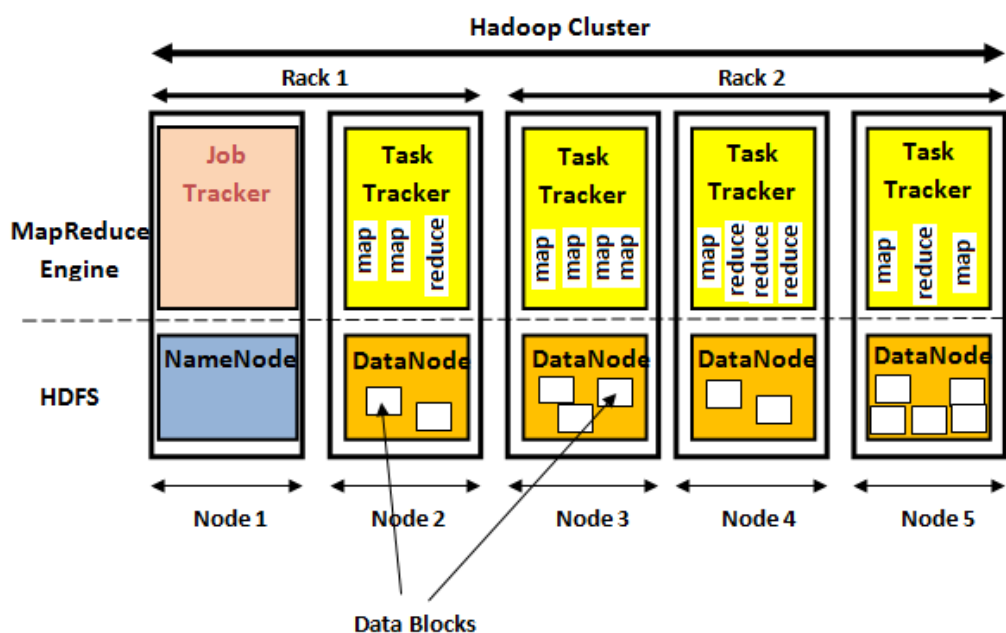 Hadoop Cluster
Rack 1
Rack 2
Job
Tracker
Task
Tracker
map
map
reduce
Task
Tracker
map
map
map
map
Task
Tracker
map
reduce
reduce
reduce
Task
Tracker
map
reduce
map
MapReduce
Engine
NameNode
DataNode
DataNode
DataNode
DataNode
HDFS
Node 1
Node 2
Node 3
Node 4
Node 5
Data Blocks